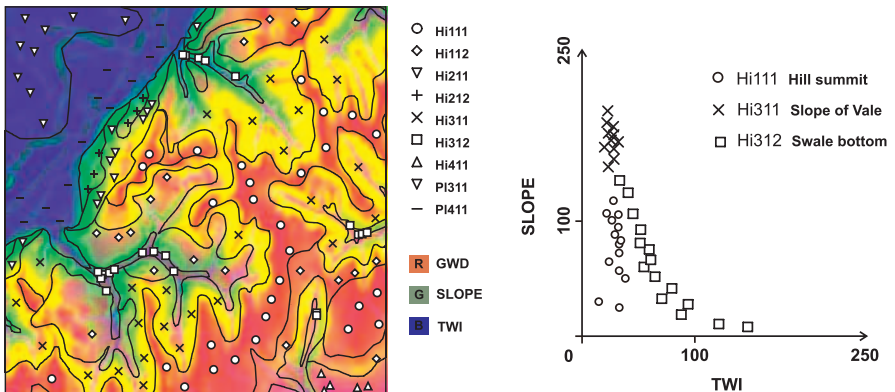 Hi111
Hi112
Hi211
Hi212
Hi311
Hi312
Hi411
Pl311
Pl411
R GWD
G SLOPE
B TWI
250
SLOPE
100
0
100
250
TWI
Hi111 Hill summit
Hi311 Slope of Vale
Hi312 Swale bottom